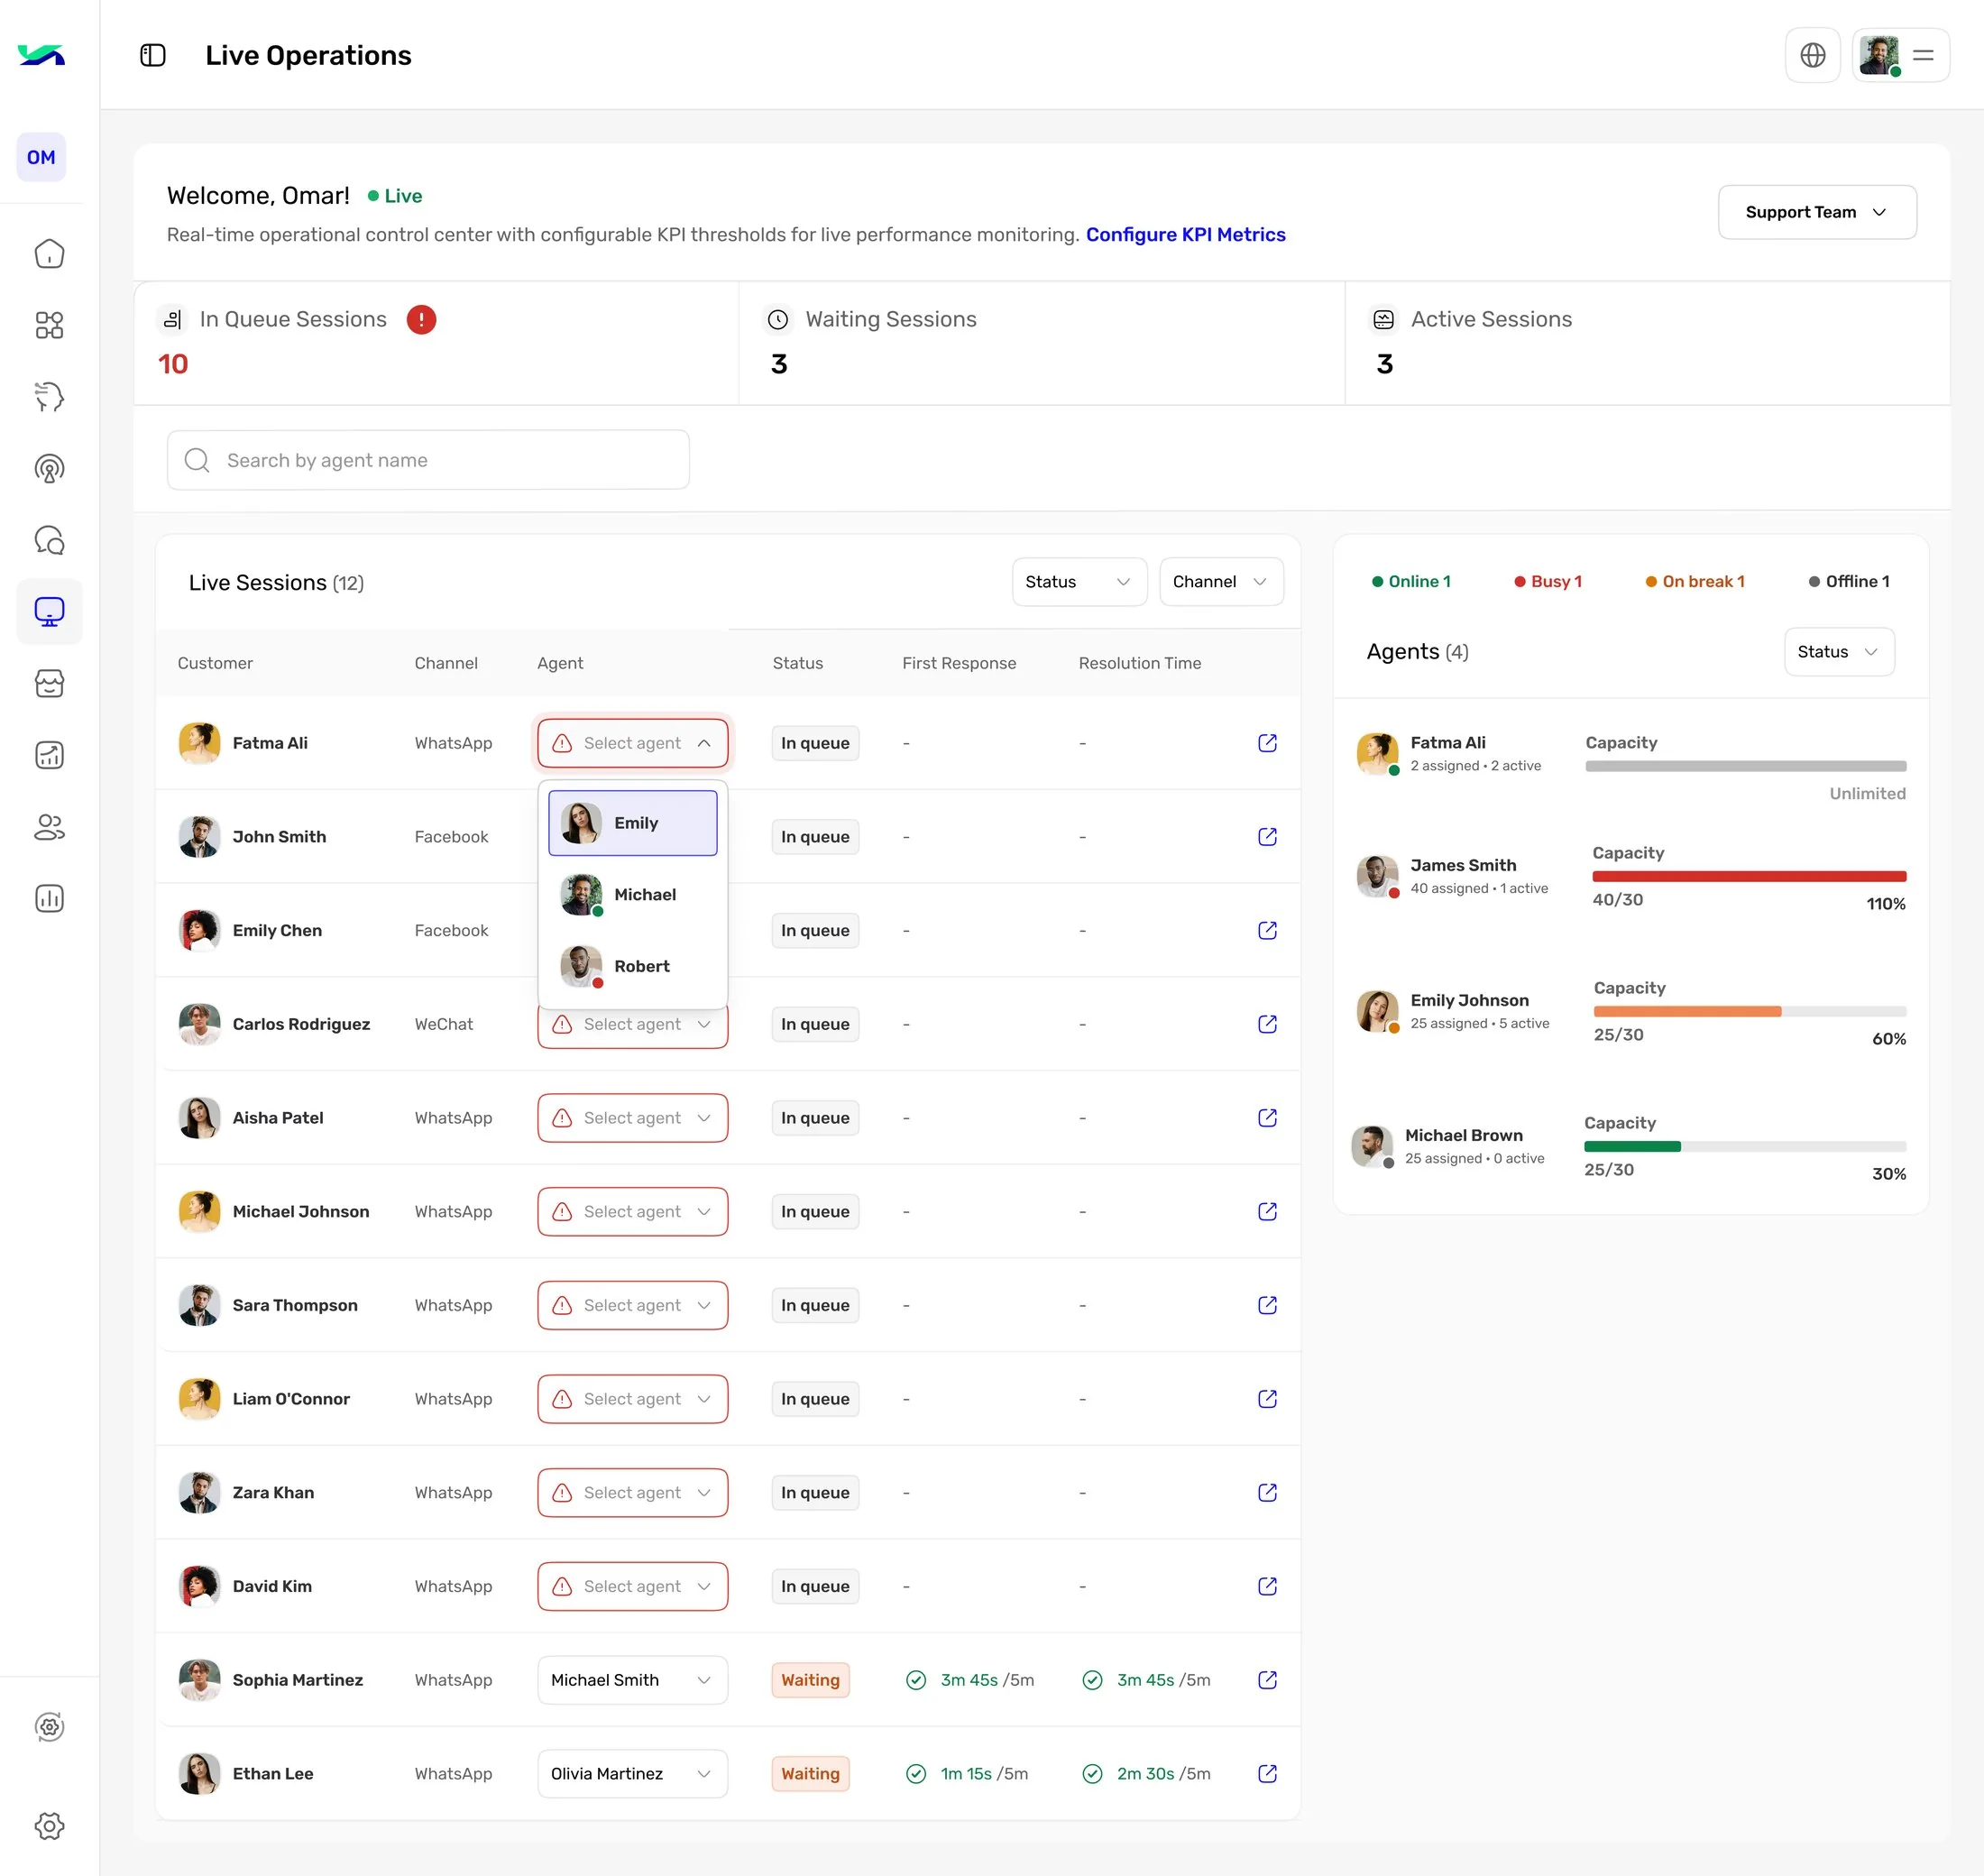 Live Operations
OM
Welcome, Omar! Live
Real-time operational control center with configurable KPI thresholds for live performance monitoring. Configure KPI Metrics
Support Team
In Queue Sessions
10
Waiting Sessions
3
Active Sessions
3
Search by agent name
Live Sessions (12)
Status
Channel
Customer Channel Agent Status First Response Resolution Time
Fatma Ali WhatsApp Select agent In queue - -
Emily
Michael
Robert
John Smith Facebook In queue - -
Emily Chen Facebook In queue - -
Carlos Rodriguez WeChat Select agent In queue - -
Aisha Patel WhatsApp Select agent In queue - -
Michael Johnson WhatsApp Select agent In queue - -
Sara Thompson WhatsApp Select agent In queue - -
Liam O'Connor WhatsApp Select agent In queue - -
Zara Khan WhatsApp Select agent In queue - -
David Kim WhatsApp Select agent In queue - -
Sophia Martinez WhatsApp Michael Smith Waiting 3m 45s /5m 3m 45s /5m
Ethan Lee WhatsApp Olivia Martinez Waiting 1m 15s /5m 2m 30s /5m
Online 1 Busy 1 On break 1 Offline 1
Agents (4)
Status
Fatma Ali
2 assigned • 2 active
Capacity
Unlimited
James Smith
40 assigned • 1 active
Capacity
40/30 110%
Emily Johnson
25 assigned • 5 active
Capacity
25/30 60%
Michael Brown
25 assigned • 0 active
Capacity
25/30 30%